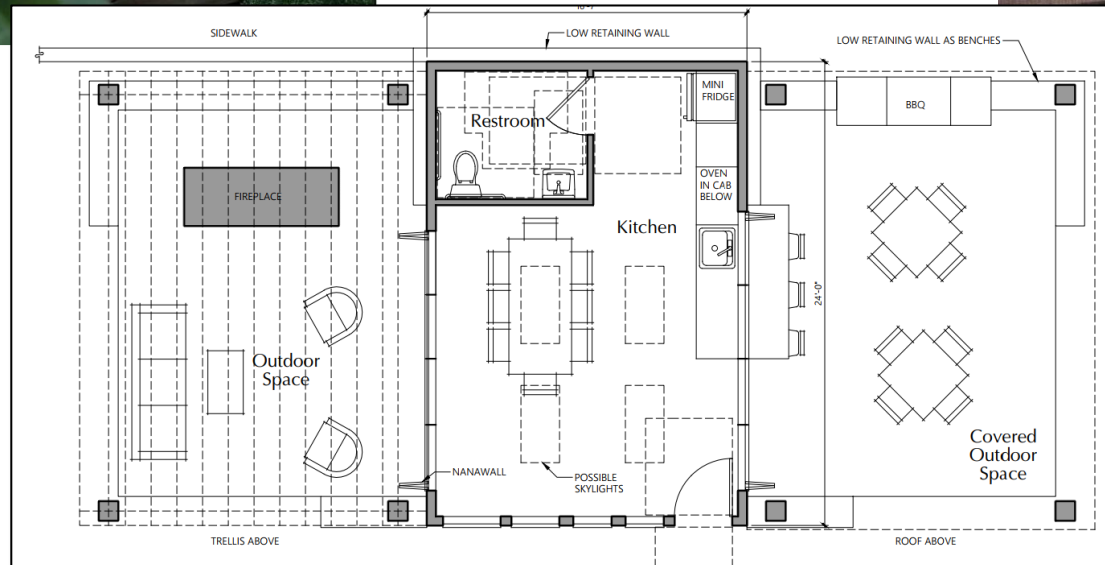 SIDEWALK
LOW RETAINING WALL
LOW RETAINING WALL AS BENCHES
MINI
FRIDGE
BBQ
Restroom
OVEN
IN CAB
BELOW
FIREPLACE
Kitchen
24'-0"
Outdoor
Space
Covered
Outdoor
Space
NANAWALL
POSSIBLE
SKYLIGHTS
TRELLIS ABOVE
ROOF ABOVE